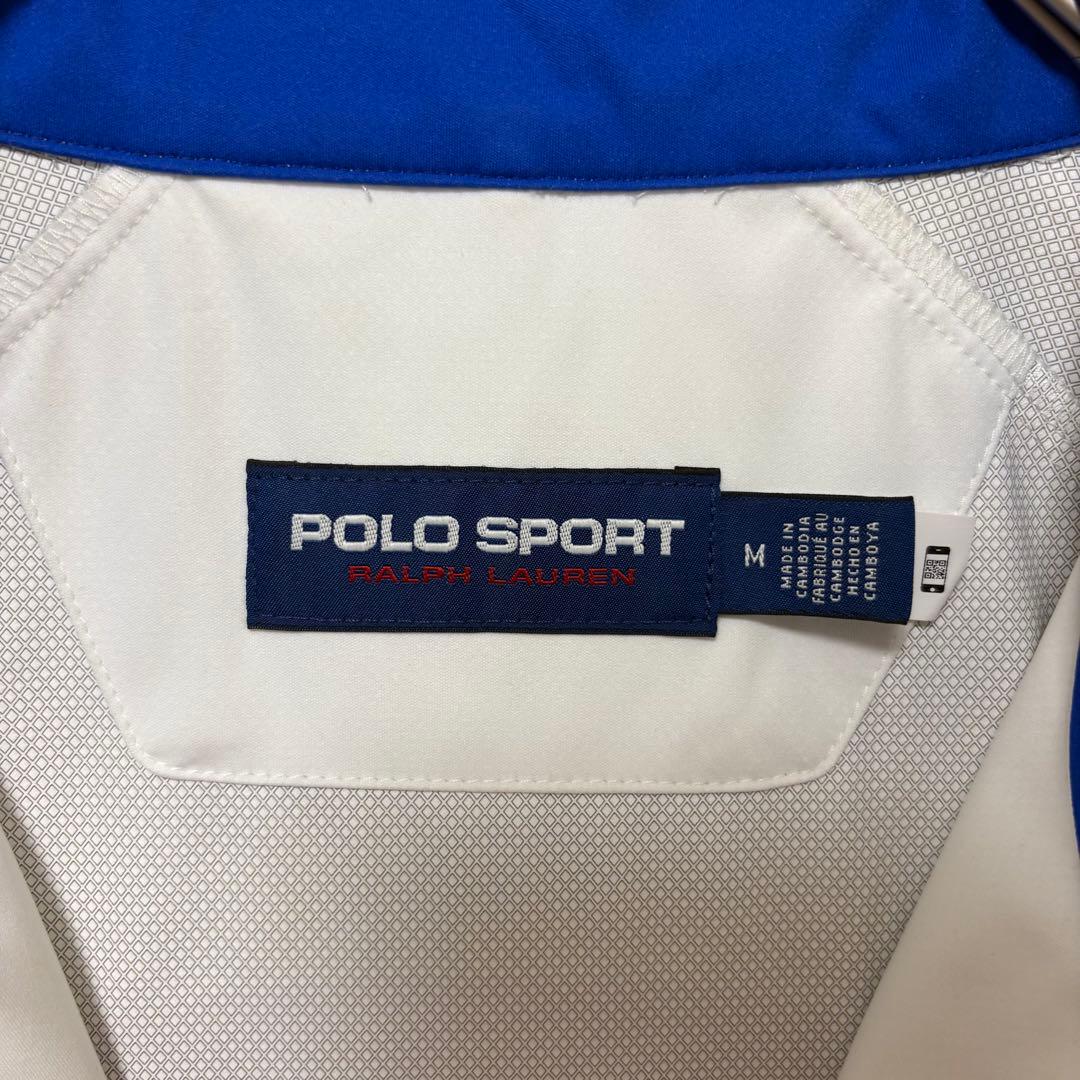 POLO SPORT
RALPH LAUREN
M
MADE IN
CAMBODIA
FABRIQUÉ AU
CAMBODGE
HECHO EN
CAMBOYA